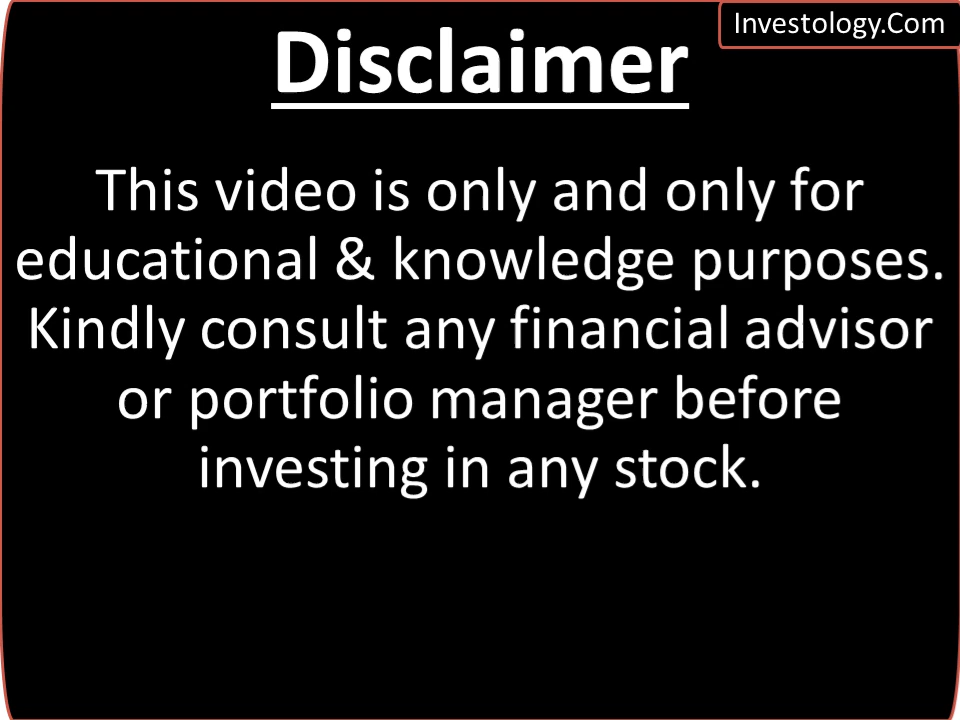 Investology.Com
Disclaimer
This video is only and only for
educational & knowledge purposes.
Kindly consult any financial advisor
or portfolio manager before
investing in any stock.